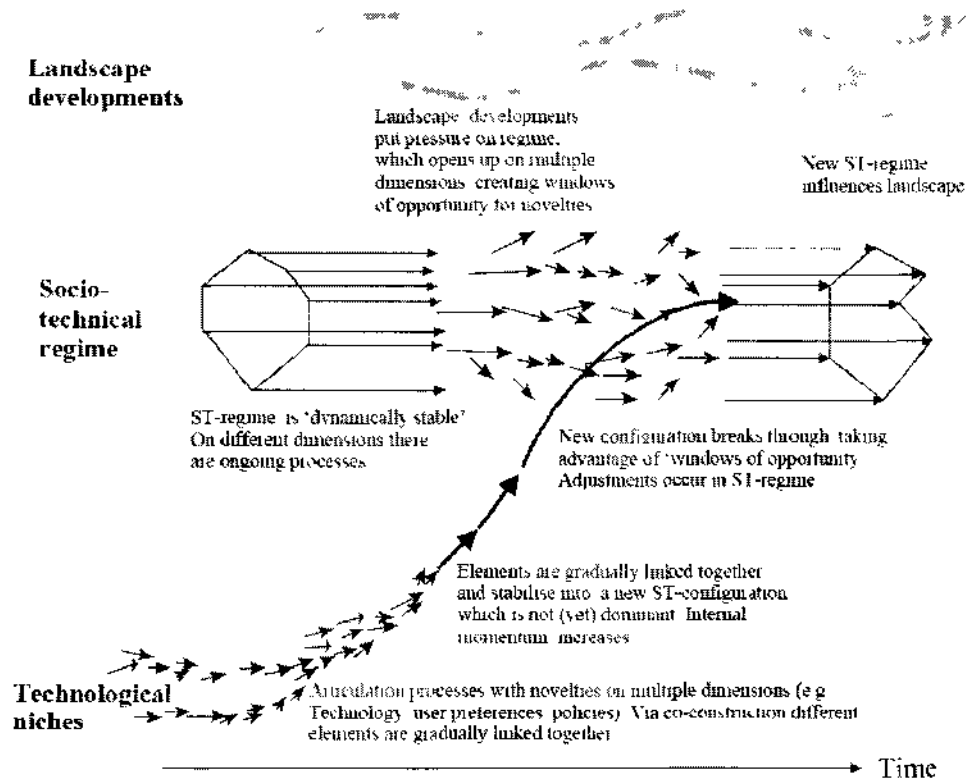 Landscape
developments
Landscape developments
put pressure on regime,
which opens up on multiple
dimensions creating windows
of opportunity for novelties
New ST-regime
influences landscape
Socio-
technical
regime
ST-regime is 'dynamically stable'
On different dimensions there
are ongoing processes
New configuration breaks through taking
advantage of 'windows of opportunity
Adjustments occur in ST-regime
Elements are gradually linked together
and stabilise into a new ST-configuration
which is not (yet) dominant Internal
momentum increases
Technological
niches
Articulation processes with novelties on multiple dimensions (e g
Technology user preferences policies) Via co-construction different
elements are gradually linked together
Time